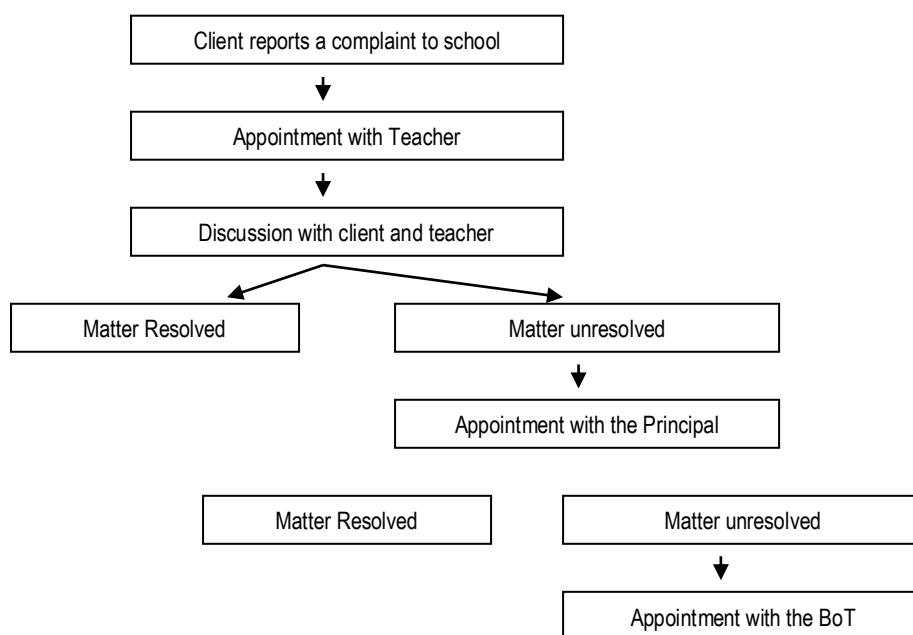 Client reports a complaint to school
Appointment with Teacher
Discussion with client and teacher
Matter Resolved
Matter unresolved
Appointment with the Principal
Matter Resolved
Matter unresolved
Appointment with the BoT